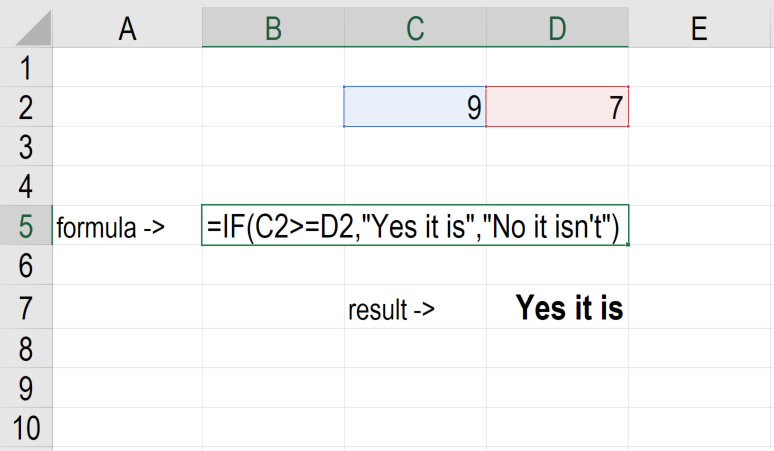 A B C D E
1
2 9 7
3
4
5 formula -> =IF(C2>=D2,"Yes it is","No it isn't")
6
7 result -> Yes it is
8
9
10